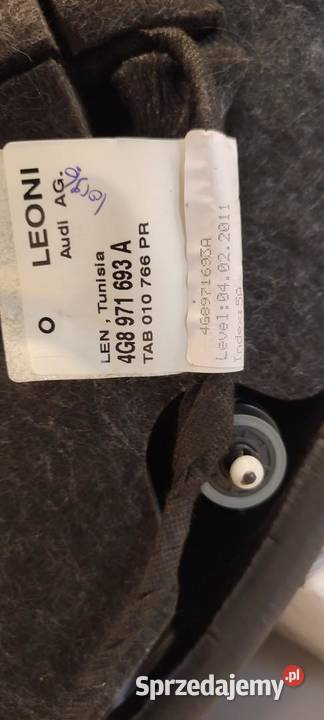 O LEONI
Audi AG.
LEN , Tunisia
4G8 971 693 A
TAB 010 766 PR
4G8971693A
Level:04.02.2011
Index:5A
Sprzedajemy.pl